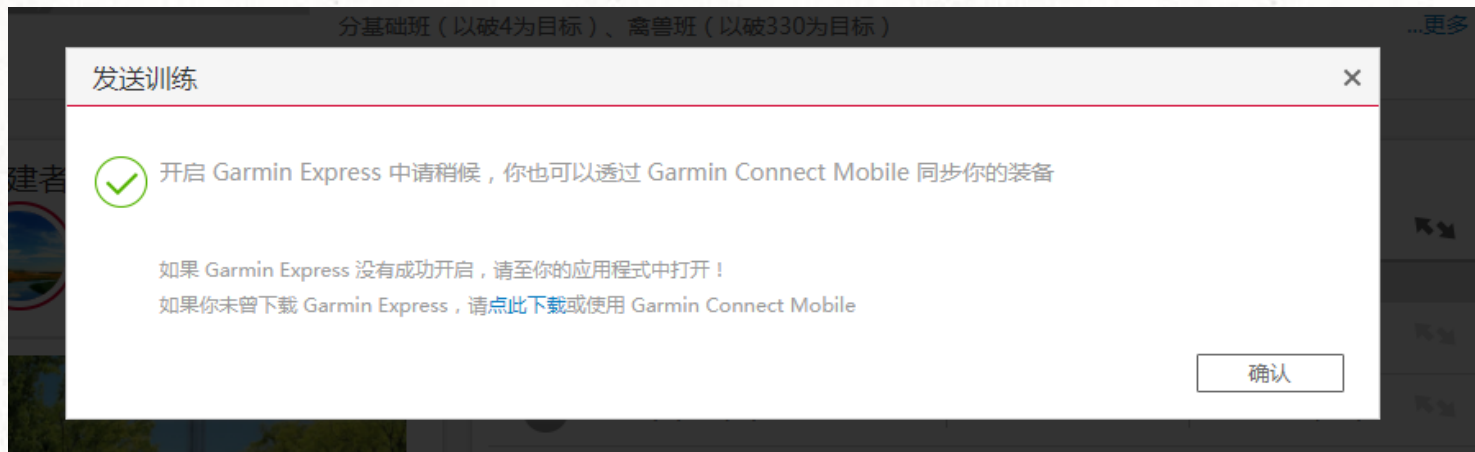 分基础班（以破4为目标）、禽兽班（以破330为目标）
...更多
发送训练
开启 Garmin Express 中请稍候，你也可以透过 Garmin Connect Mobile 同步你的装备
建者
如果 Garmin Express 没有成功开启，请至你的应用程式中打开！
如果你未曾下载 Garmin Express，请点此下载或使用 Garmin Connect Mobile
确认